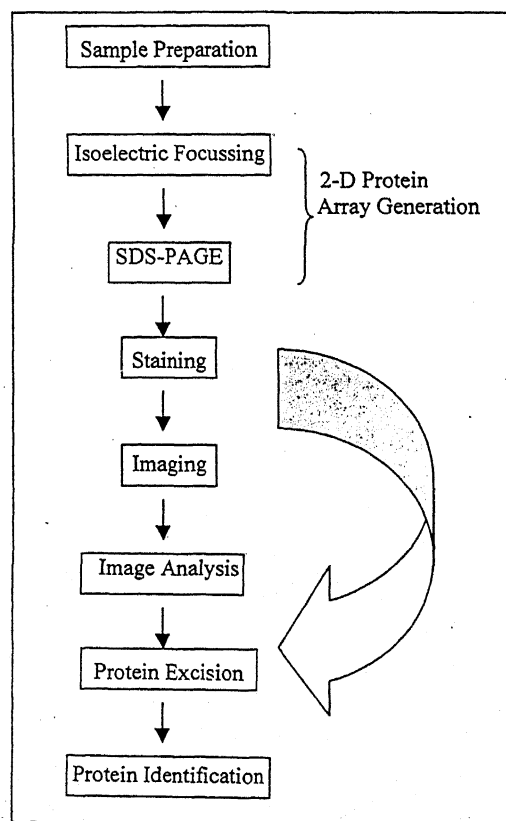 Sample Preparation
Isoelectric Focussing
2-D Protein
Array Generation
SDS-PAGE
Staining
Imaging
Image Analysis
Protein Excision
Protein Identification